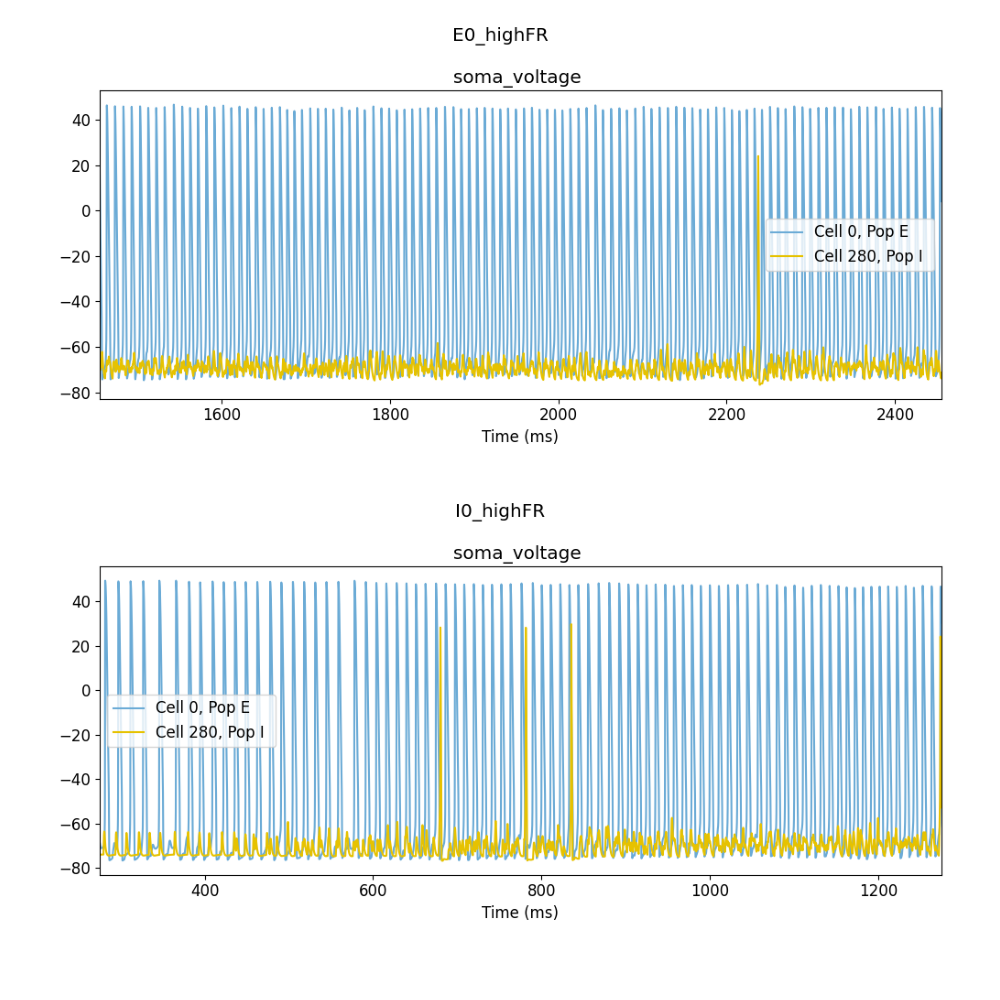 E0_highFR
soma_voltage
40
20
0
−20
−40
−60
−80
Cell 0, Pop E
Cell 280, Pop I
1600 1800 2000 2200 2400
Time (ms)
I0_highFR
soma_voltage
40
20
0
−20
−40
−60
−80
Cell 0, Pop E
Cell 280, Pop I
400 600 800 1000 1200
Time (ms)